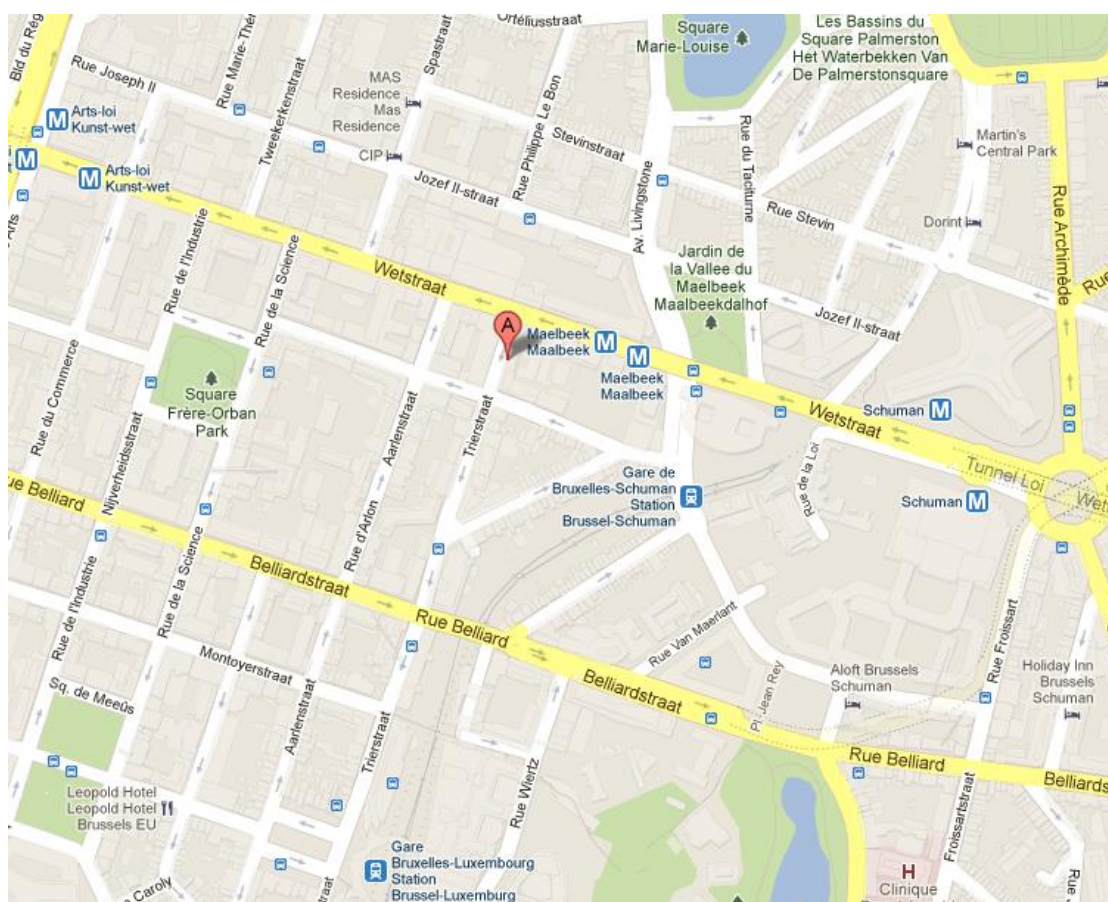 Ortéliusstraat
Square
Marie-Louise
Les Bassins du
Square Palmerston
Het Waterbekken Van
De Palmerstonsquare
Bld du Rég
Rue Joseph II
Rue Marie-Thér
Spastraat
MAS
Residence
Mas
Residence
CIP
Tweekerkenstraat
Rue Philippe Le Bon
Stevinstraat
Rue du Taciturne
Martin's
Central Park
M
Arts-loi
Kunst-wet
M
M
Arts-loi
Kunst-wet
Jozef II-straat
Av. Livingstone
Rue Stevin
Dorint
Rue Archimède
Rue
Arts
Rue de l'Industrie
Rue de la Science
Wetstraat
Jardin de
la Vallee du
Maelbeek
Maalbeekdalhof
Jozef II-straat
A
Maelbeek
Maalbeek
M
M
Maelbeek
Maalbeek
Wetstraat
Schuman
M
Rue du Commerce
Square
Frère-Orban
Park
Aarlenstraat
Trierstraat
Rue de la Loi
Tunnel Loi
Wets
Gare de
Bruxelles-Schuman
Station
Brussel-Schuman
Schuman
M
ue Belliard
Nijverheidsstraat
Rue d'Arlon
Belliardstraat
Rue Belliard
Rue de l'Industrie
Rue de la Science
Rue Van Maerlant
Rue Froissart
Montoyerstraat
Sq. de Meeûs
Belliardstraat
Pl. Jean Rey
Aloft Brussels
Schuman
Holiday Inn
Brussels
Schuman
Aarlenstraat
Trierstraat
Rue Wiertz
Rue Belliard
Belliards
Leopold Hotel
Leopold Hotel
Brussels EU
Froissartstraat
Rue J
Gare
Bruxelles-Luxembourg
Station
Brussel-Luxemburg
Caroly
H
Clinique